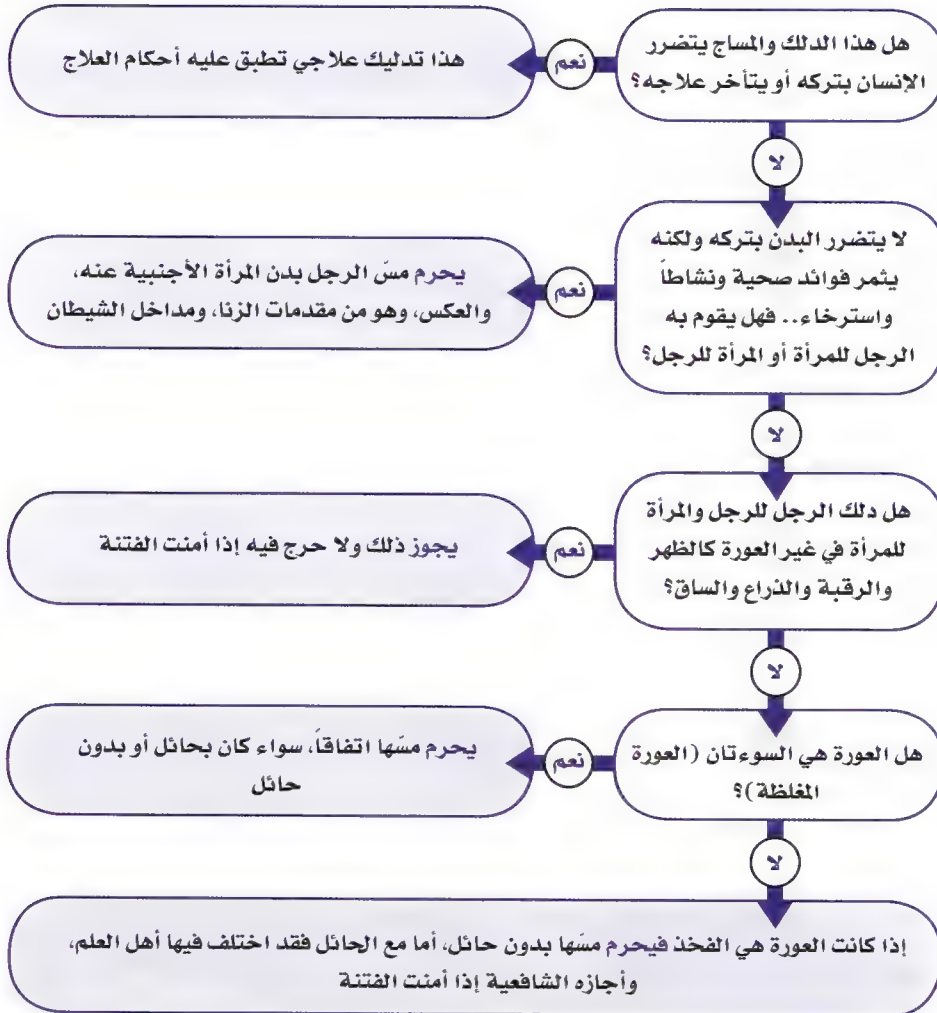 هل هذا الدلك والمساج يتضرر
الإنسان بتركه أو يتأخر علاجه؟
نعم
هذا تدليك علاجي تطبق عليه أحكام العلاج
لا
لا يتضرر البدن بتركه ولكنه
يثمر فوائد صحية ونشاطاً
واسترخاء.. فهل يقوم به
الرجل للمرأة أو المرأة للرجل؟
نعم
يحرم مسّ الرجل بدن المرأة الأجنبية عنه،
والعكس، وهو من مقدمات الزنا، ومداخل الشيطان
لا
هل دلك الرجل للرجل والمرأة
للمرأة في غير العورة كالظهر
والرقبة والذراع والساق؟
نعم
يجوز ذلك ولا حرج فيه إذا أمنت الفتنة
لا
هل العورة هي السوءتان (العورة
المغلظة)؟
نعم
يحرم مسّها اتفاقاً، سواء كان بحائل أو بدون
حائل
لا
إذا كانت العورة هي الفخذ فيحرم مسّها بدون حائل، أما مع الحائل فقد اختلف فيها أهل العلم،
وأجازه الشافعية إذا أمنت الفتنة